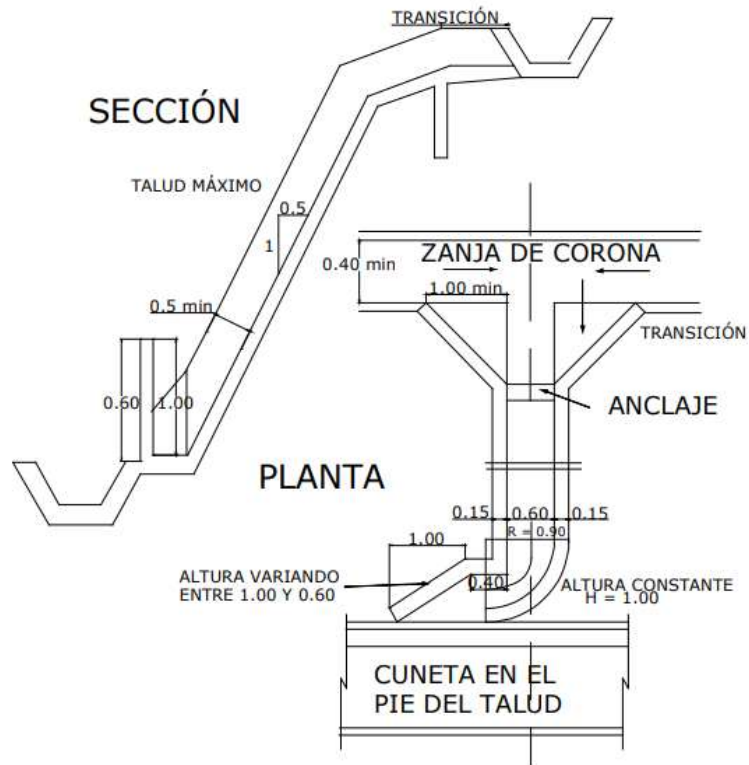 TRANSICIÓN
SECCIÓN
TALUD MÁXIMO
0.5
1
0.5 min
0.60
1.00
ZANJA DE CORONA
0.40 min
1.00 min
TRANSICIÓN
ANCLAJE
PLANTA
0.15
0.60
0.15
R = 0.90
1.00
0.40
ALTURA VARIANDO
ENTRE 1.00 Y 0.60
ALTURA CONSTANTE
H = 1.00
CUNETA EN EL
PIE DEL TALUD